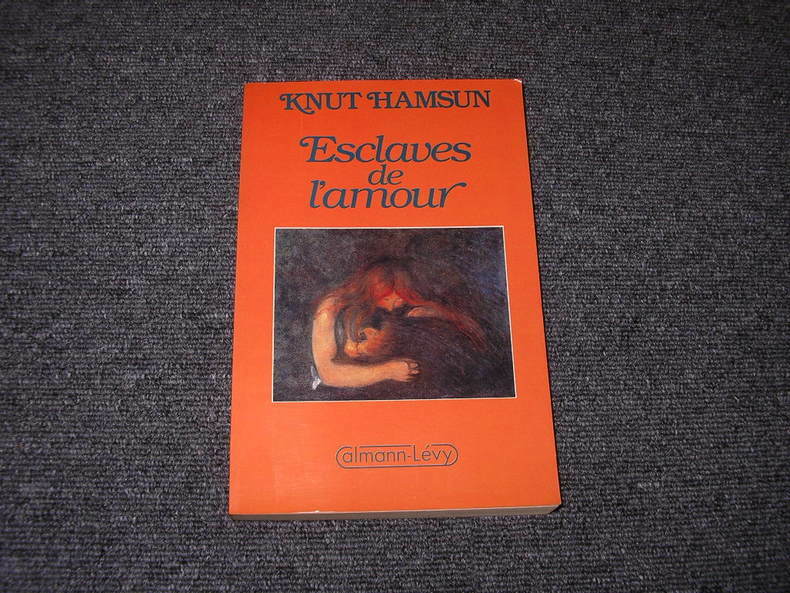 KNUT HAMSUN
Esclaves
de
l'amour
Calmann-Lévy